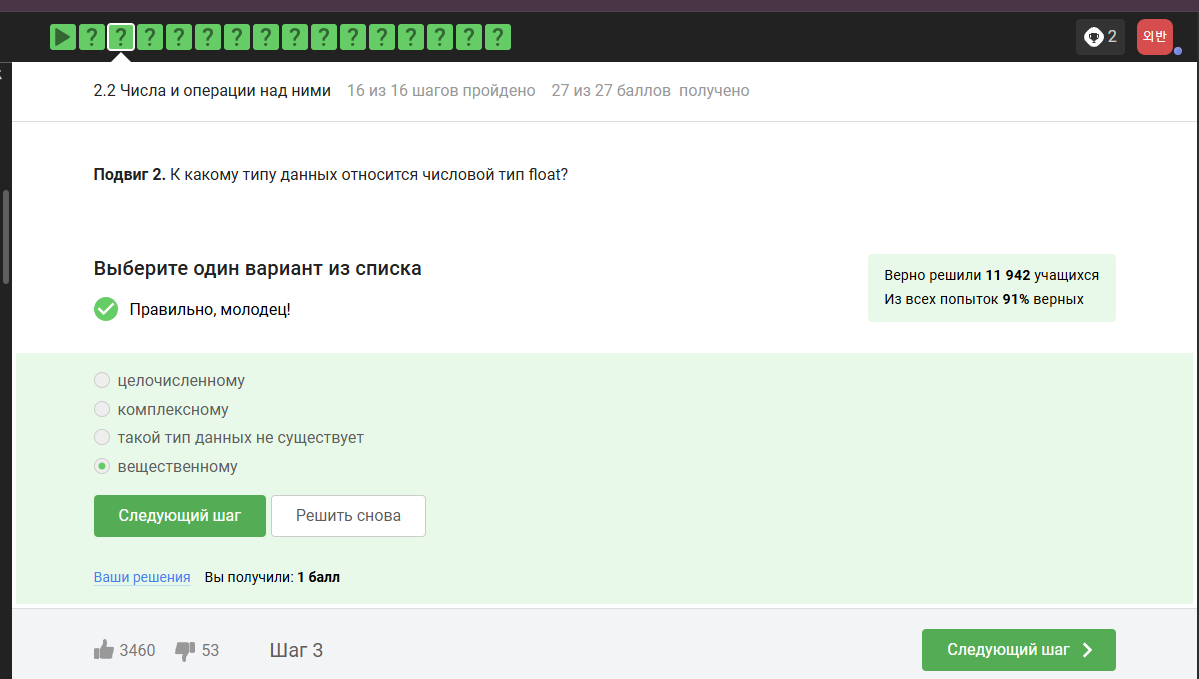 ? ? ? ? ? ? ? ? ? ? ? ? ? ? ?
2
외반
2.2 Числа и операции над ними 16 из 16 шагов пройдено 27 из 27 баллов получено
Подвиг 2. К какому типу данных относится числовой тип float?
Выберите один вариант из списка
Правильно, молодец!
Верно решили 11 942 учащихся
Из всех попыток 91% верных
целочисленному
комплексному
такой тип данных не существует
вещественному
Следующий шаг
Решить снова
Ваши решения Вы получили: 1 балл
3460
53
Шаг 3
Следующий шаг